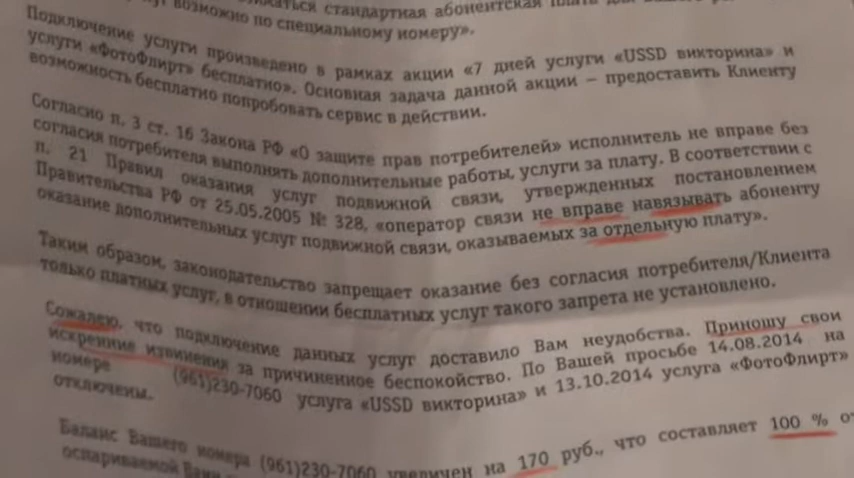 стандартная абонентская плата для
возможно по специальному номеру».
Подключение услуги произведено в рамках акции «7 дней услуги «USSD викторина» и
услуги «ФотоФлирт» бесплатно». Основная задача данной акции – предоставить Клиенту
возможность бесплатно попробовать сервис в действии.
Согласно п. 3 ст. 16 Закона РФ «О защите прав потребителей» исполнитель не вправе без
согласия потребителя выполнять дополнительные работы, услуги за плату. В соответствии с
п. 21 Правил оказания услуг подвижной связи, утвержденных постановлением
Правительства РФ от 25.05.2005 № 328, «оператор связи не вправе навязывать абоненту
оказание дополнительных услуг подвижной связи, оказываемых за отдельную плату».
Таким образом, законодательство запрещает оказание без согласия потребителя/Клиента
только платных услуг, в отношении бесплатных услуг такого запрета не установлено.
Сожалею, что подключение данных услуг доставило Вам неудобства. Приношу свои
искренние извинения за причиненное беспокойство. По Вашей просьбе 14.08.2014 на
номере (961)230-7060 услуга «USSD викторина» и 13.10.2014 услуга «ФотоФлирт»
отключены.
Баланс Вашего номера (961)230-7060 увеличен на 170 руб., что составляет 100 % от
оспариваемой Вами